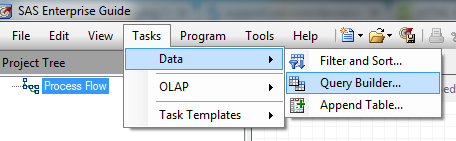 SAS Enterprise Guide
File Edit View Tasks Program Tools Help
Project Tree
Process Flow
Data
OLAP
Task Templates
Filter and Sort...
Query Builder...
Append Table...